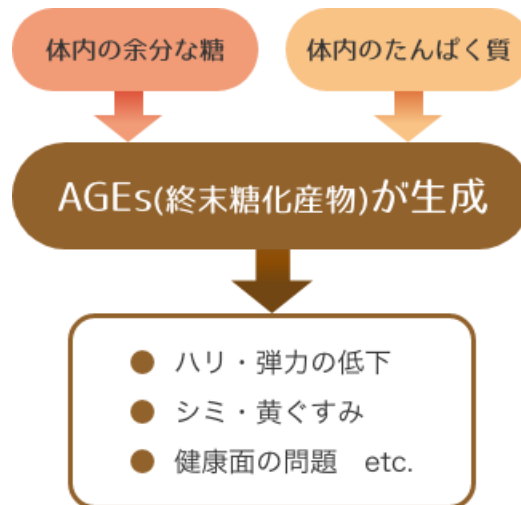 体内の余分な糖
体内のたんぱく質
AGEs(終末糖化産物)が生成
● ハリ・弾力の低下
● シミ・黄ぐすみ
● 健康面の問題　etc.